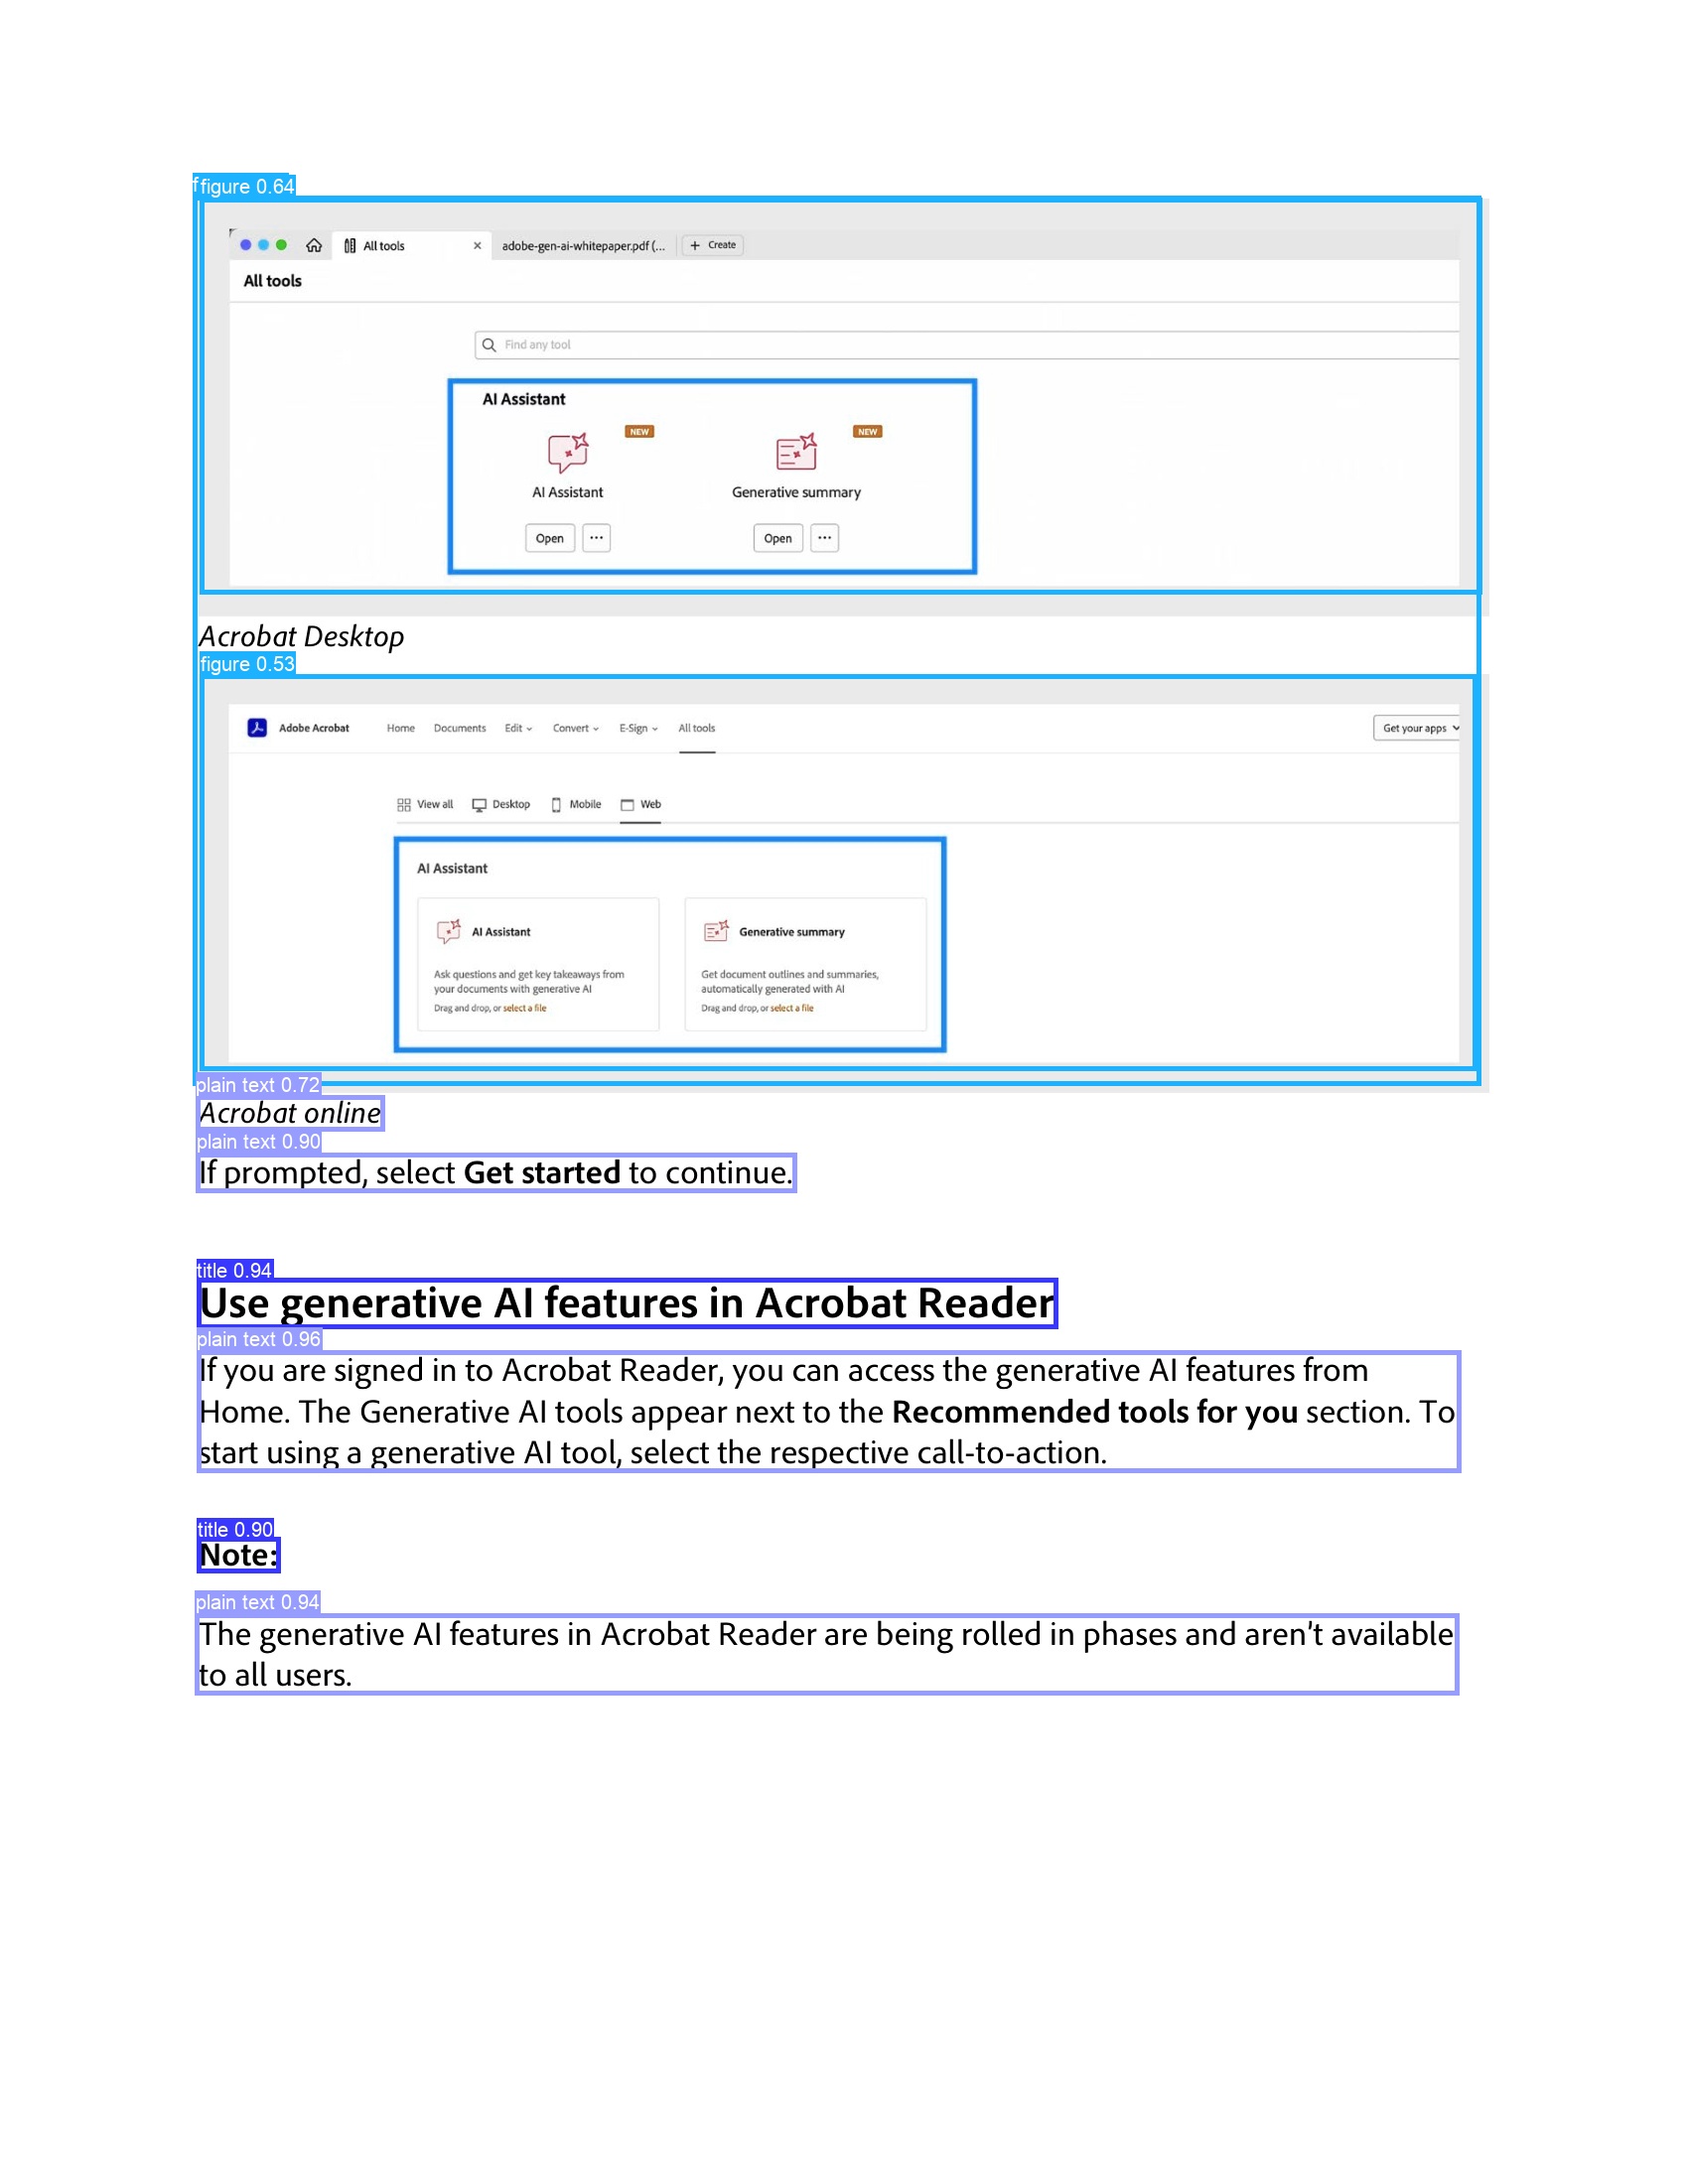 figure 0.64
All tools
adobe-gen-ai-whitepaper.pdf (...
Create
All tools
Find any tool
AI Assistant
NEW
NEW
AI Assistant
Generative summary
Open
Open
Acrobat Desktop
figure 0.53
Adobe Acrobat
Home
Documents
Edit
Convert
E-Sign
All tools
Get your apps
View all
Desktop
Mobile
Web
AI Assistant
AI Assistant
Ask questions and get key takeaways from
your documents with generative AI
Drag and drop, or select a file
Generative summary
Get document outlines and summaries,
automatically generated with AI
Drag and drop, or select a file
plain text 0.72
Acrobat online
plain text 0.90
If prompted, select Get started to continue.
title 0.94
Use generative AI features in Acrobat Reader
plain text 0.96
If you are signed in to Acrobat Reader, you can access the generative AI features from
Home. The Generative AI tools appear next to the Recommended tools for you section. To
start using a generative AI tool, select the respective call-to-action.
title 0.90
Note:
plain text 0.94
The generative AI features in Acrobat Reader are being rolled in phases and aren't available
to all users.